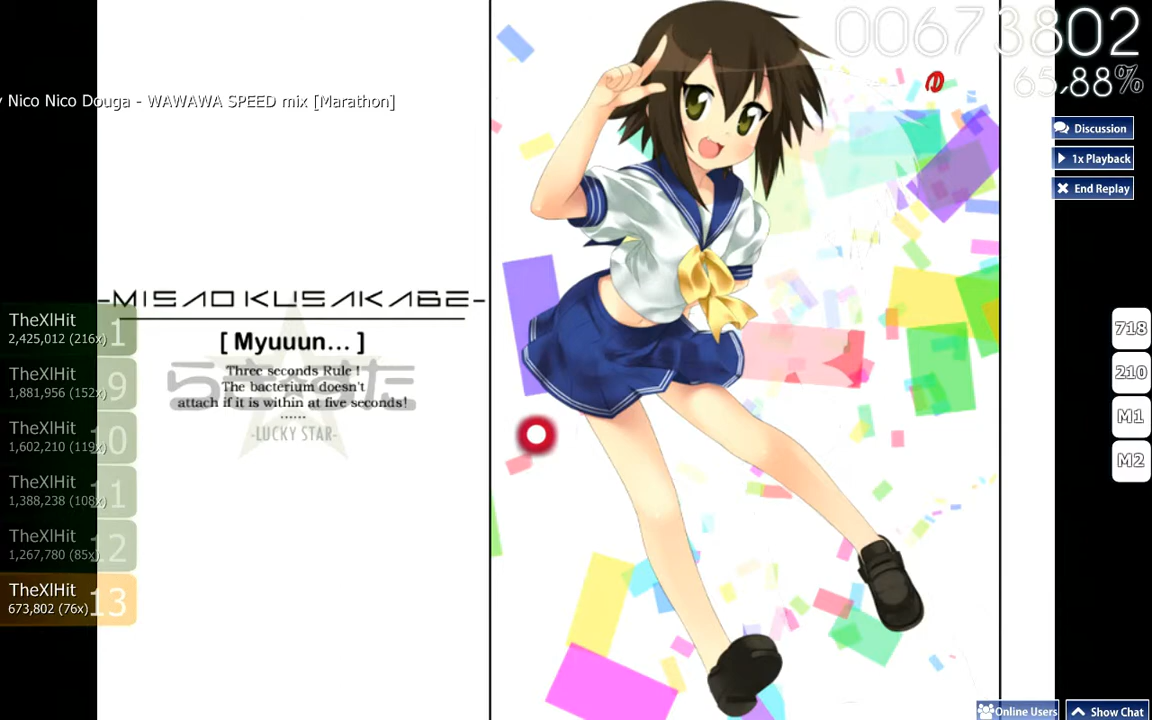 00673802
65.88%
Nico Nico Douga - WAWAWA SPEED mix [Marathon]
Discussion
1x Playback
End Replay
-MISAO KUSAKABE-
[ Myuuun... ]
Three seconds Rule !
The bacterium doesn't
attach if it is within at five seconds!
......
らき☆すた
-LUCKY STAR-
TheXlHit
2,425,012 (216x)
1
TheXlHit
1,881,956 (152x)
9
TheXlHit
1,602,210 (119x)
10
TheXlHit
1,388,238 (108x)
11
TheXlHit
1,267,780 (85x)
12
TheXlHit
673,802 (76x)
13
718
210
M1
M2
Online Users
Show Chat